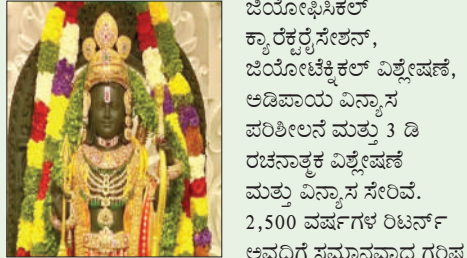 ಜಿಯೋಫಿಸಿಕಲ್
ಕ್ಯಾರೆಕ್ಟರೈಸೇಶನ್,
ಜಿಯೋಟೆಕ್ನಿಕಲ್ ವಿಶ್ಲೇಷಣೆ,
ಅಡಿಪಾಯ ವಿನ್ಯಾಸ
ಪರಿಶೀಲನೆ ಮತ್ತು 3 ಡಿ
ರಚನಾತ್ಮಕ ವಿಶ್ಲೇಷಣೆ
ಮತ್ತು ವಿನ್ಯಾಸ ಸೇರಿವೆ.
2,500 ವರ್ಷಗಳ ರಿಟರ್ನ್
ಅವಧಿಗೆ ಸಮಾನವಾದ ಗರಿಷ್ಠ